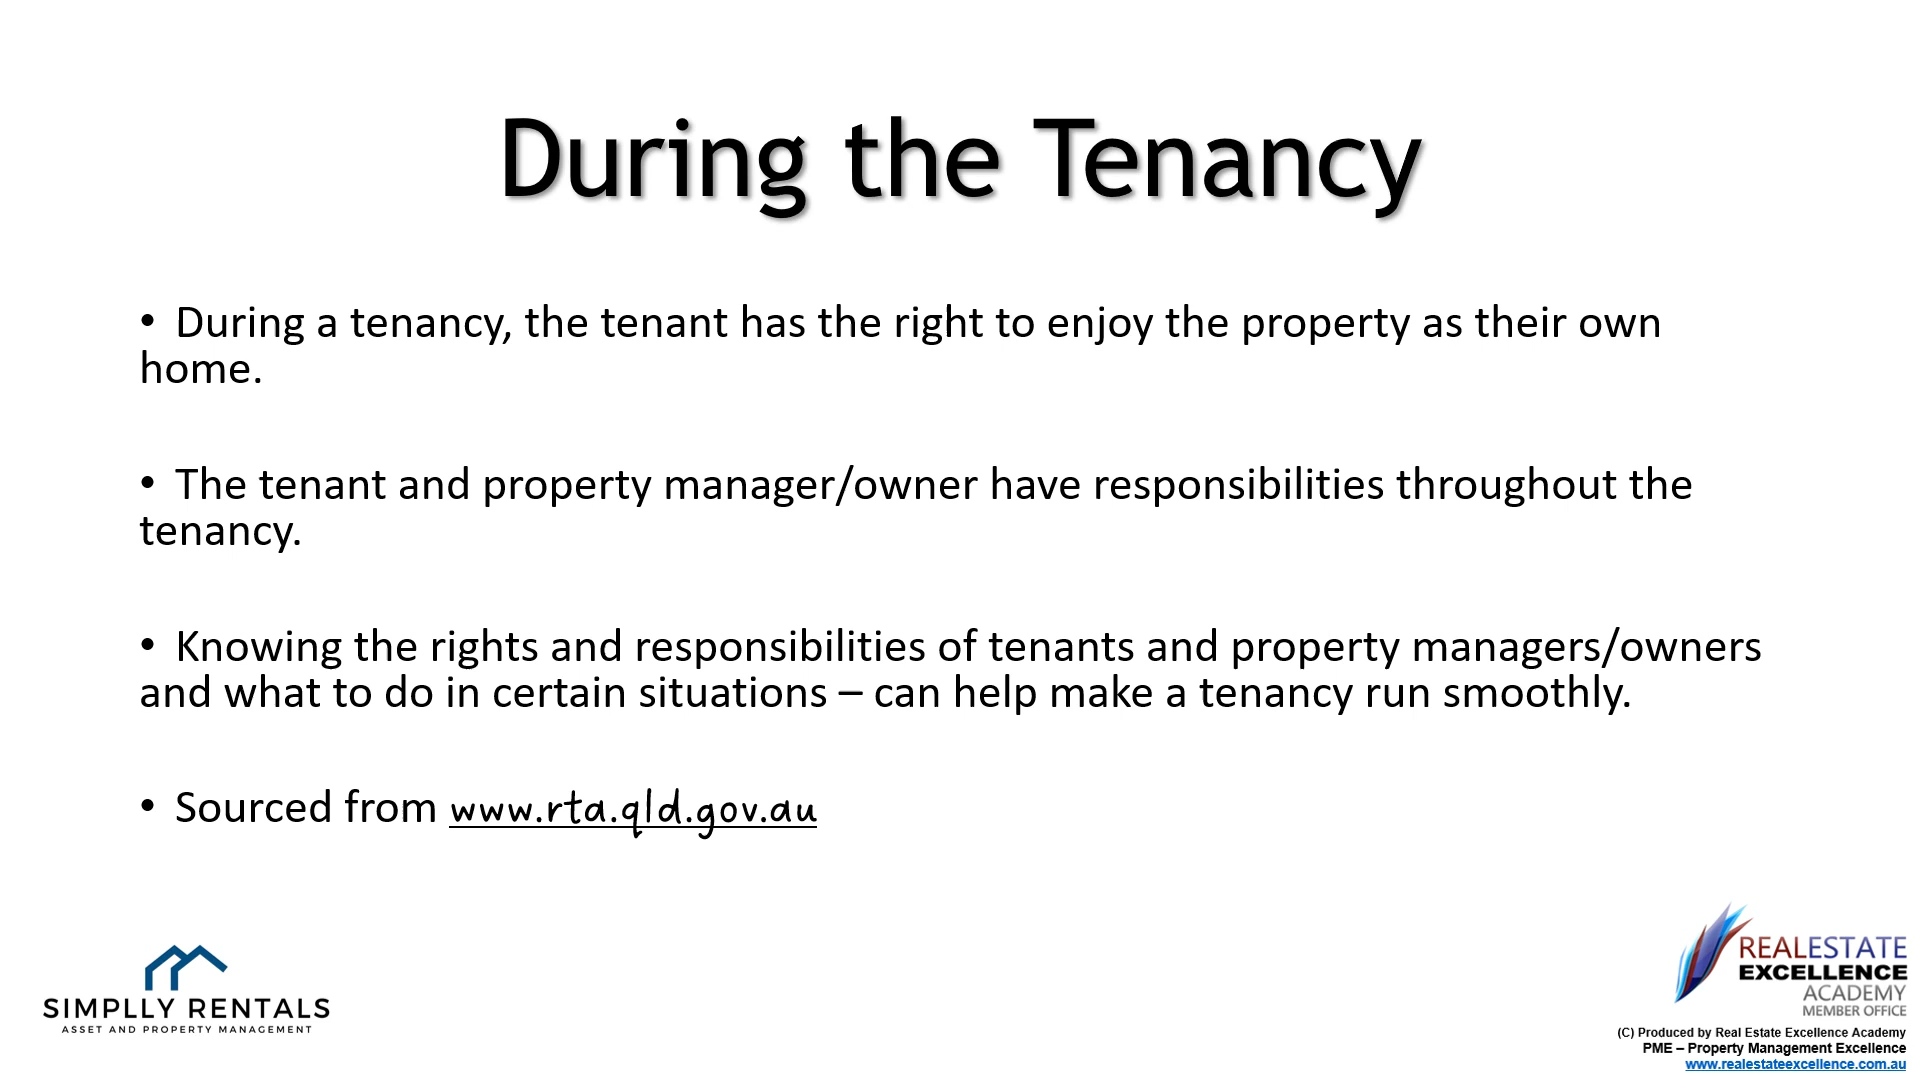 During the Tenancy
• During a tenancy, the tenant has the right to enjoy the property as their own
home.
• The tenant and property manager/owner have responsibilities throughout the
tenancy.
• Knowing the rights and responsibilities of tenants and property managers/owners
and what to do in certain situations – can help make a tenancy run smoothly.
• Sourced from www.rta.qld.gov.au
SIMPLLY RENTALS
ASSET AND PROPERTY MANAGEMENT
REALESTATE
EXCELLENCE
ACADEMY
MEMBER OFFICE
(C) Produced by Real Estate Excellence Academy
PME – Property Management Excellence
www.realestateexcellence.com.au